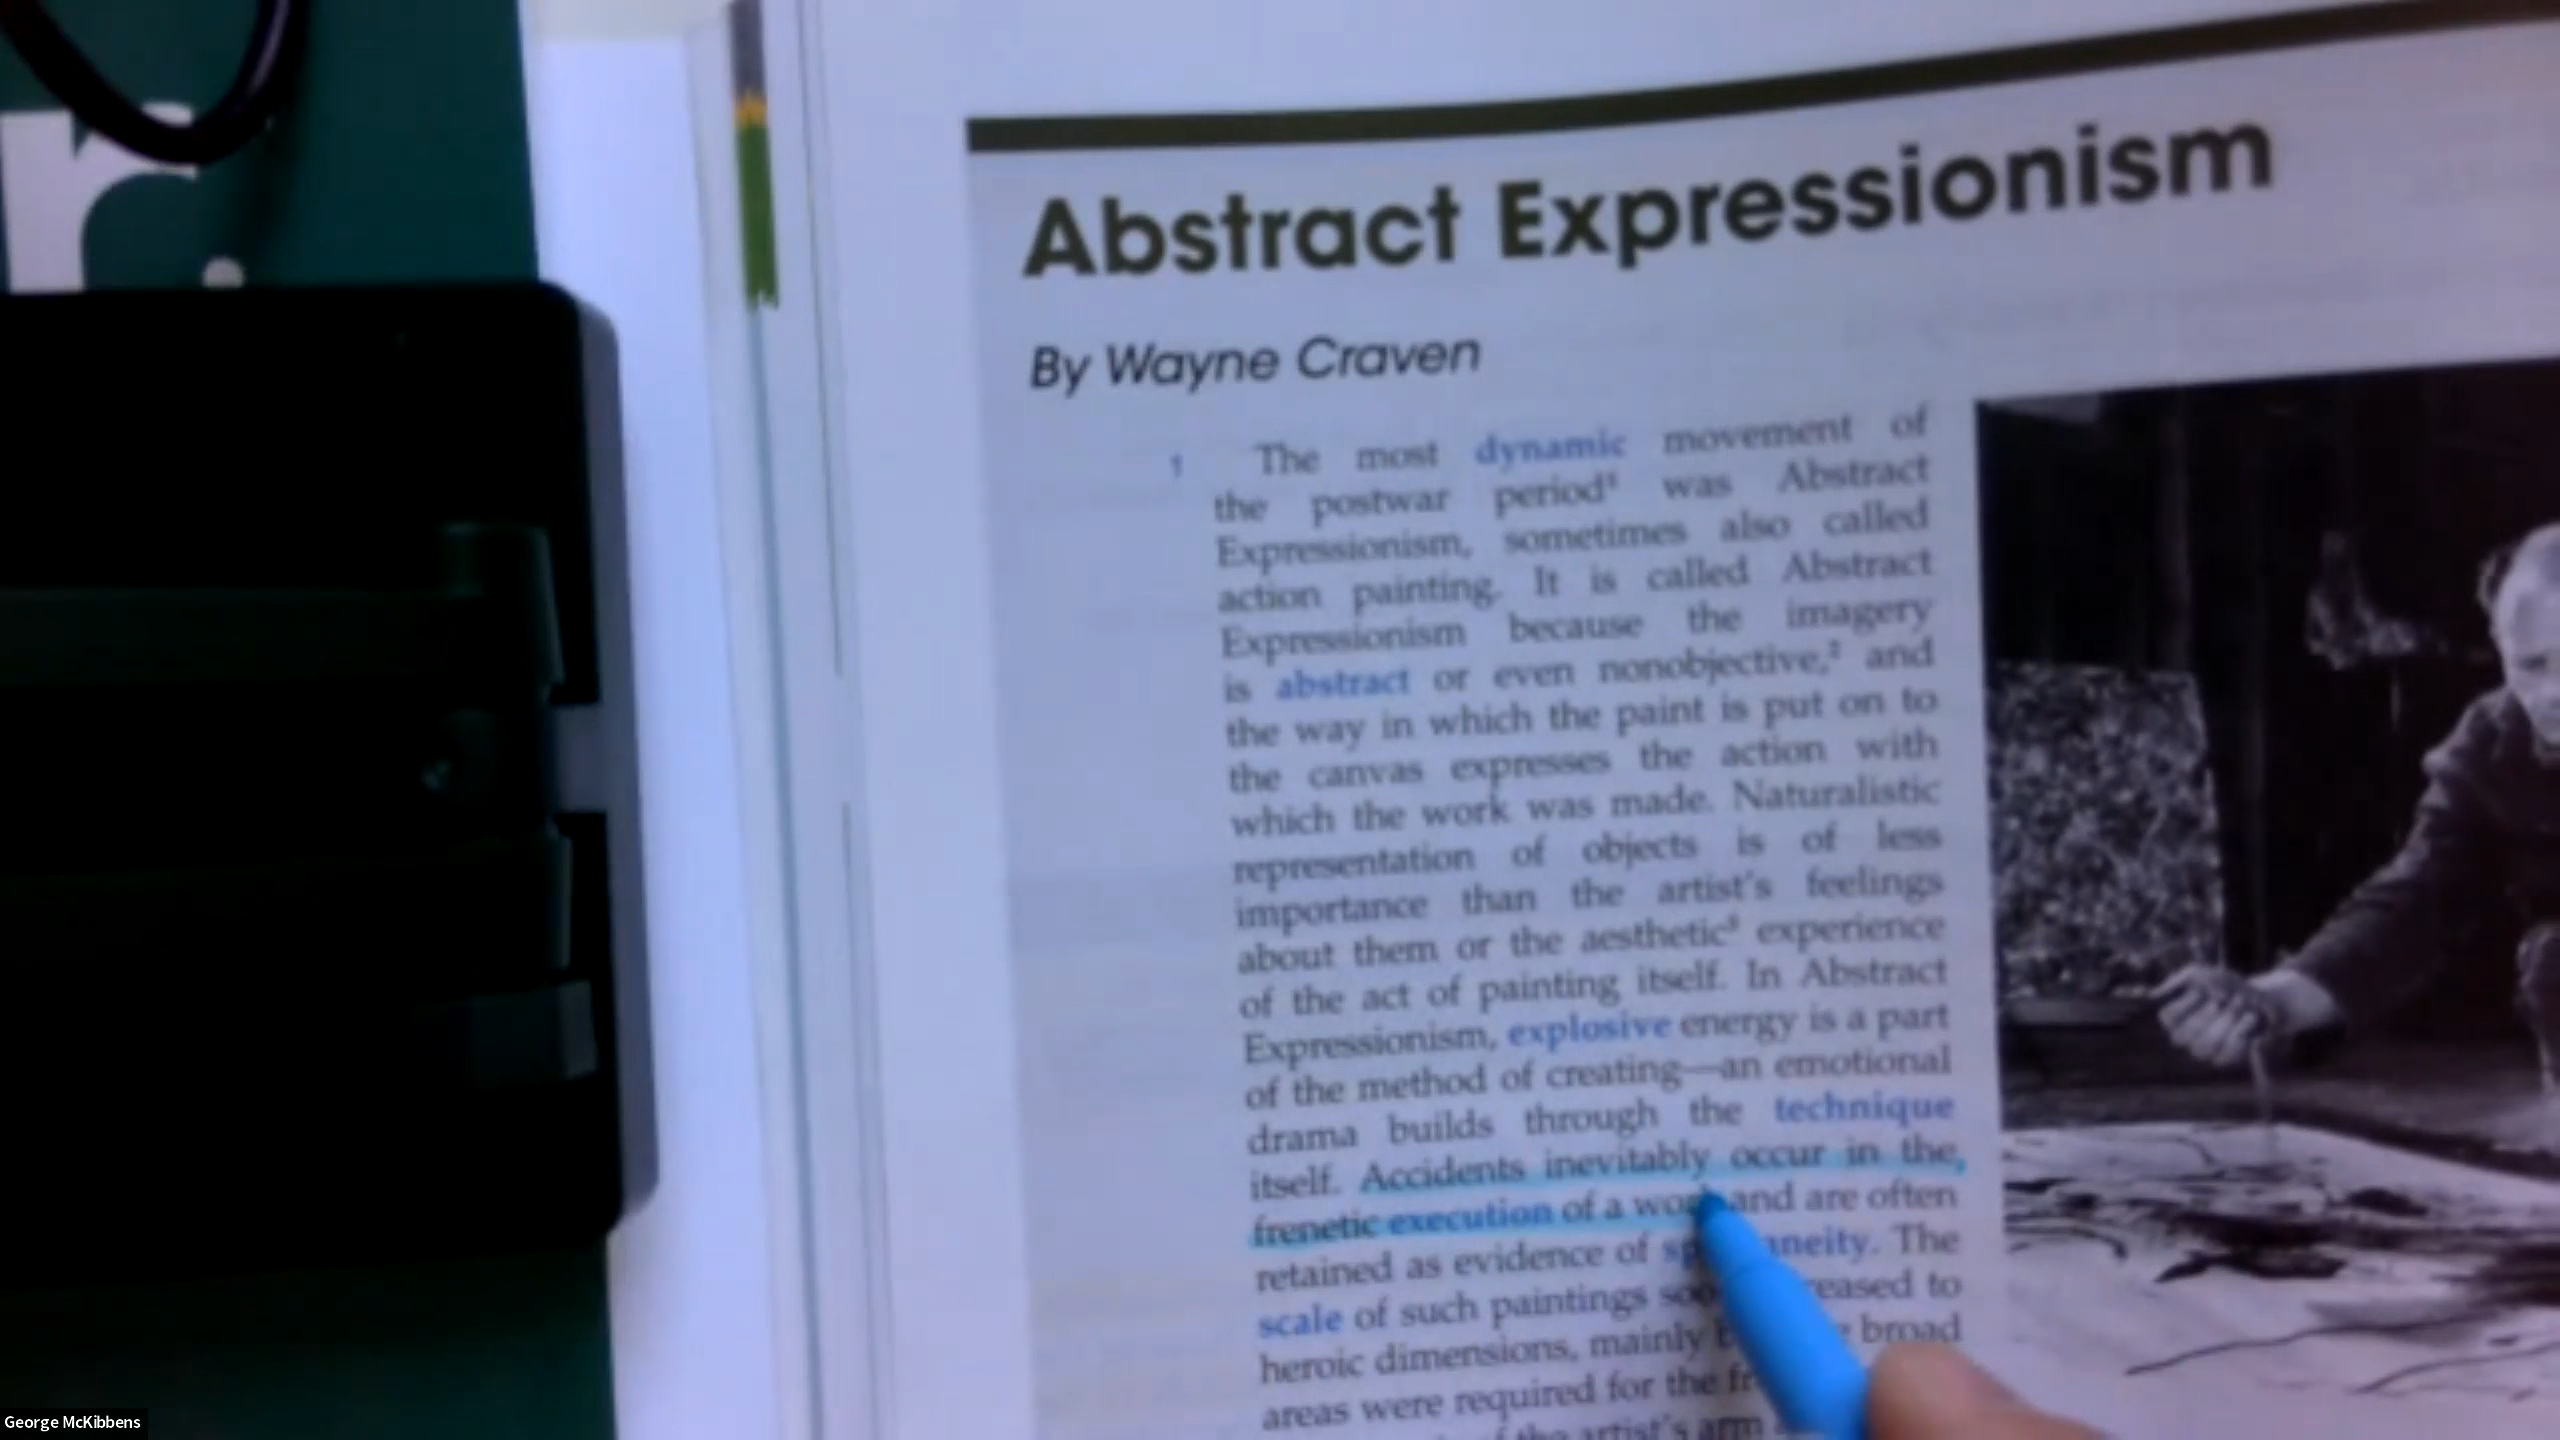 r.
Abstract Expressionism
By Wayne Craven
1 The most dynamic movement of
the postwar period¹ was Abstract
Expressionism, sometimes also called
action painting. It is called Abstract
Expressionism because the imagery
is abstract or even nonobjective,² and
the way in which the paint is put on to
the canvas expresses the action with
which the work was made. Naturalistic
representation of objects is of less
importance than the artist's feelings
about them or the aesthetic³ experience
of the act of painting itself. In Abstract
Expressionism, explosive energy is a part
of the method of creating—an emotional
drama builds through the technique
itself. Accidents inevitably occur in the
frenetic execution of a work and are often
retained as evidence of The
scale of such paintings to
heroic dimensions, mainly broad
areas were required for the
of the artist's arm
George McKibbens